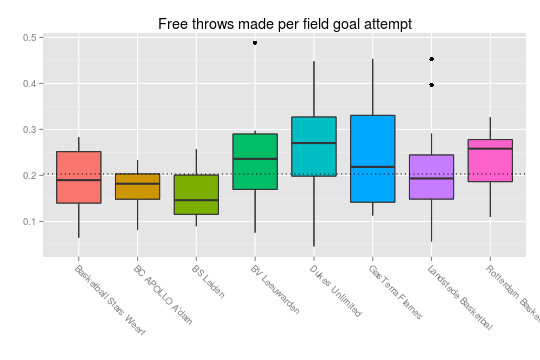 Free throws made per field goal attempt
0.5
0.4
0.3
0.2
0.1
Basketball Stars Weert
BC APOLLO A'dam
BS Leiden
BV Leeuwarden
Dukes Unlimited
GasTerra Flames
Landstede Basketbal
Rotterdam Baske